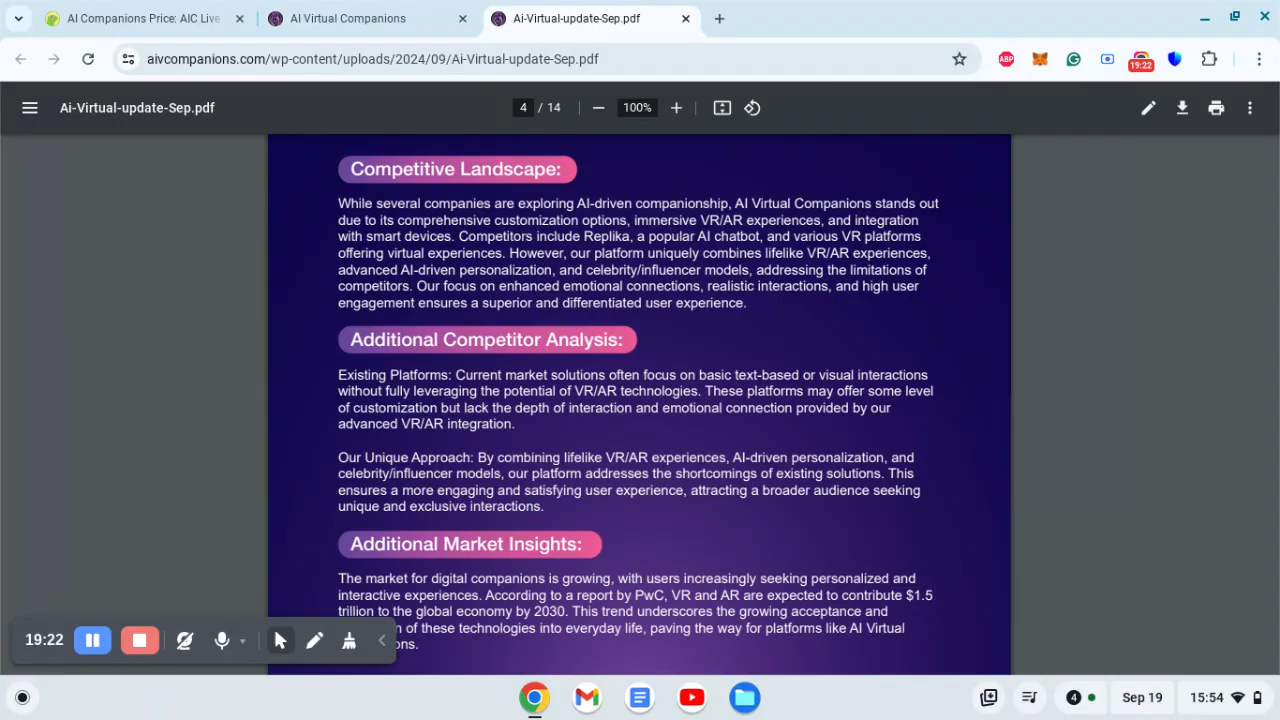 AI Companions Price: AIC Live
AI Virtual Companions
Ai-Virtual-update-Sep.pdf
aivcompanions.com/wp-content/uploads/2024/09/Ai-Virtual-update-Sep.pdf
ABP
19:22
Ai-Virtual-update-Sep.pdf
4 / 14
100%
Competitive Landscape:
While several companies are exploring AI-driven companionship, AI Virtual Companions stands out
due to its comprehensive customization options, immersive VR/AR experiences, and integration
with smart devices. Competitors include Replika, a popular AI chatbot, and various VR platforms
offering virtual experiences. However, our platform uniquely combines lifelike VR/AR experiences,
advanced AI-driven personalization, and celebrity/influencer models, addressing the limitations of
competitors. Our focus on enhanced emotional connections, realistic interactions, and high user
engagement ensures a superior and differentiated user experience.
Additional Competitor Analysis:
Existing Platforms: Current market solutions often focus on basic text-based or visual interactions
without fully leveraging the potential of VR/AR technologies. These platforms may offer some level
of customization but lack the depth of interaction and emotional connection provided by our
advanced VR/AR integration.
Our Unique Approach: By combining lifelike VR/AR experiences, AI-driven personalization, and
celebrity/influencer models, our platform addresses the shortcomings of existing solutions. This
ensures a more engaging and satisfying user experience, attracting a broader audience seeking
unique and exclusive interactions.
Additional Market Insights:
The market for digital companions is growing, with users increasingly seeking personalized and
interactive experiences. According to a report by PwC, VR and AR are expected to contribute $1.5
trillion to the global economy by 2030. This trend underscores the growing acceptance and
n of these technologies into everyday life, paving the way for platforms like AI Virtual
ons.
19:22
4
Sep 19
15:54